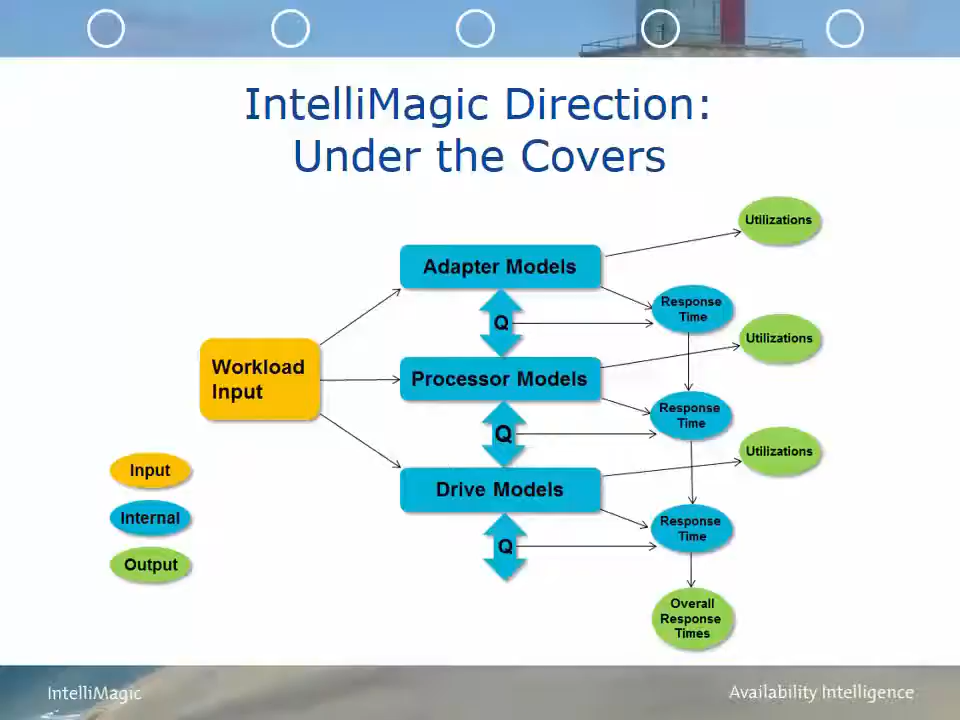 IntelliMagic Direction:
Under the Covers
Utilizations
Adapter Models
Response
Time
Q
Utilizations
Workload
Input
Processor Models
Response
Time
Q
Utilizations
Input
Drive Models
Internal
Response
Time
Q
Output
Overall
Response
Times
IntelliMagic
Availability Intelligence